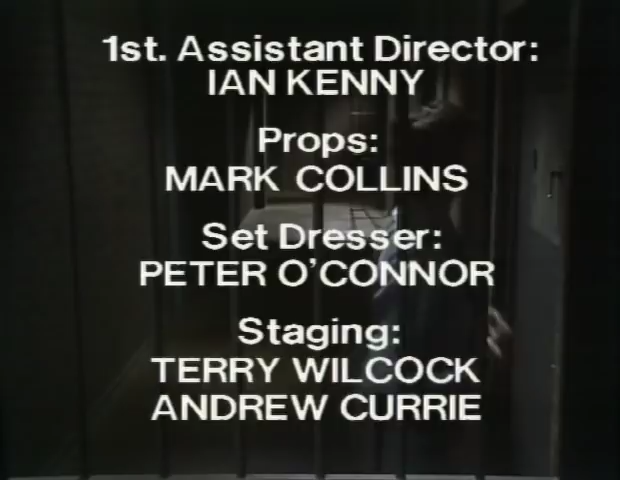 1st. Assistant Director:
IAN KENNY
Props:
MARK COLLINS
Set Dresser:
PETER O'CONNOR
Staging:
TERRY WILCOCK
ANDREW CURRIE